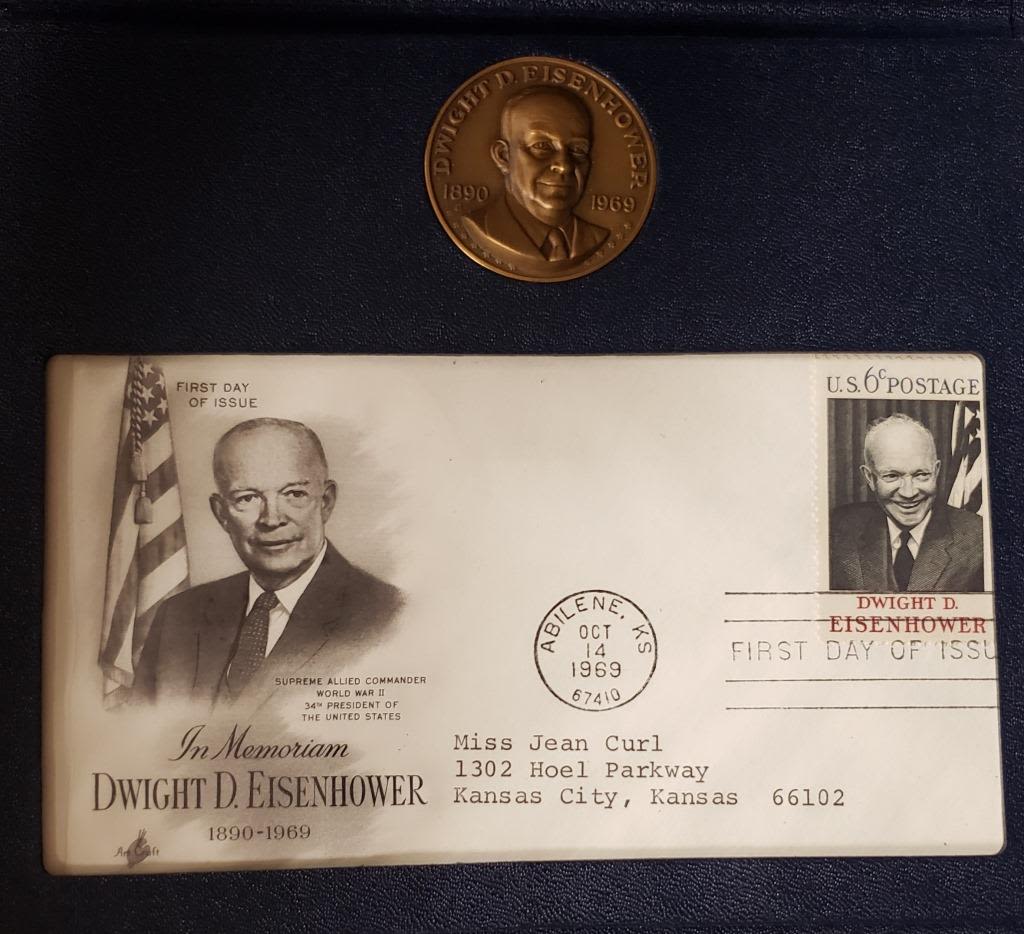 DWIGHT D. EISENHOWER
1890 1969
FIRST DAY
OF ISSUE
U.S. 6c POSTAGE
DWIGHT D.
EISENHOWER
ABILENE, KS
OCT
14
1969
67410
FIRST DAY OF ISSU
SUPREME ALLIED COMMANDER
WORLD WAR II
34TH PRESIDENT OF
THE UNITED STATES
In Memoriam
DWIGHT D. EISENHOWER
1890-1969
Art Craft
Miss Jean Curl
1302 Hoel Parkway
Kansas City, Kansas 66102